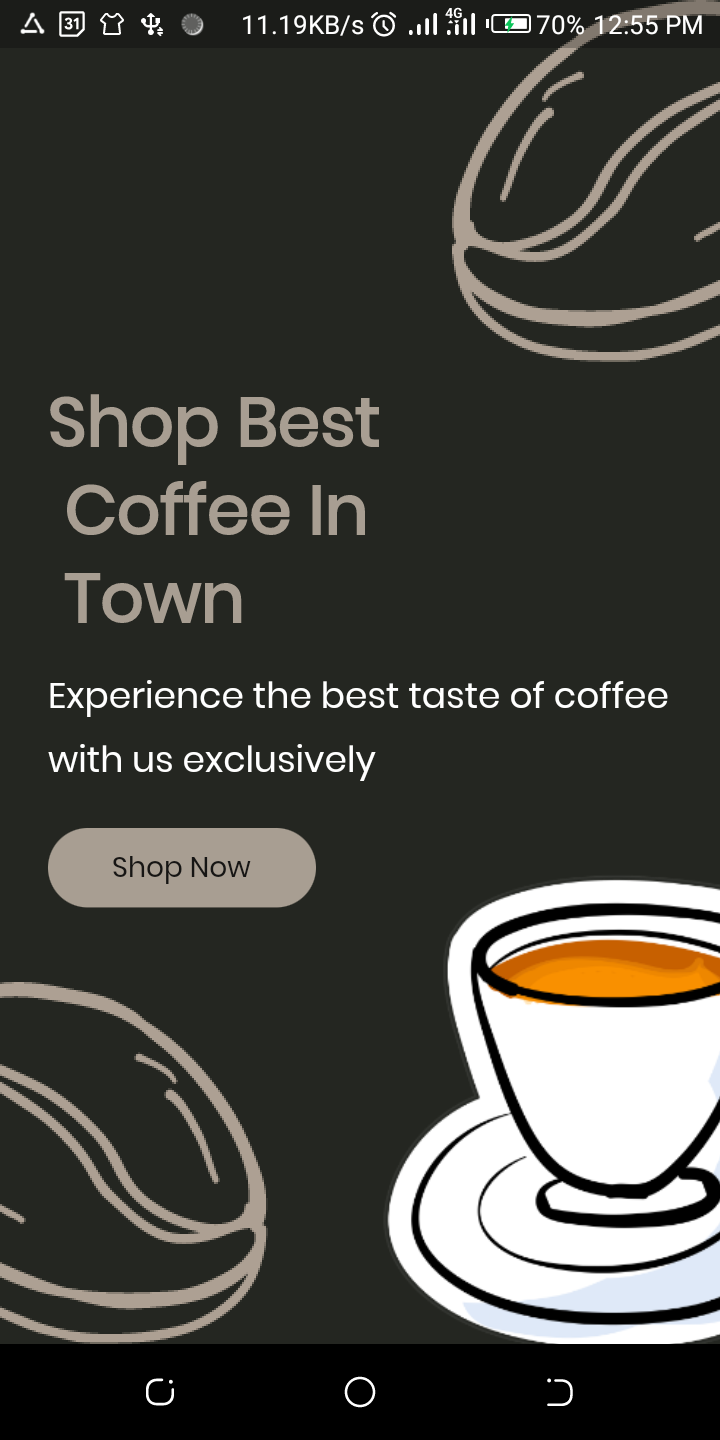 31 11.19KB/s 4G 70% 12:55 PM
Shop Best
Coffee In
Town
Experience the best taste of coffee
with us exclusively
Shop Now